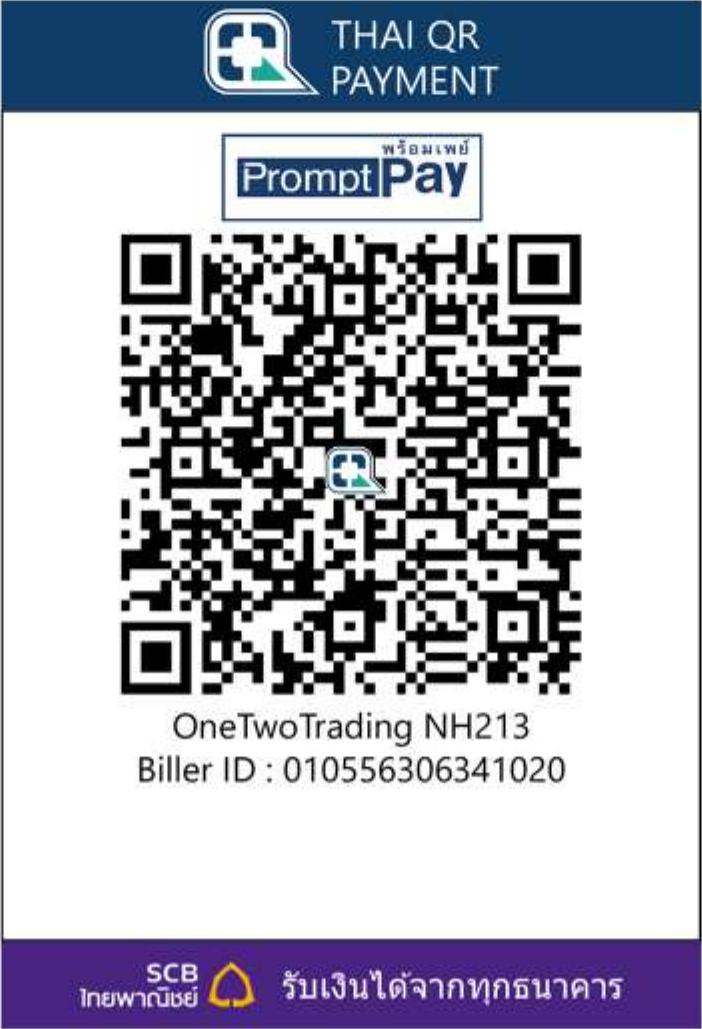 THAI QR
PAYMENT
พร้อมเพย์
PromptPay
OneTwoTrading NH213
Biller ID : 010556306341020
SCB
ไทยพาณิชย์
รับเงินได้จากทุกธนาคาร